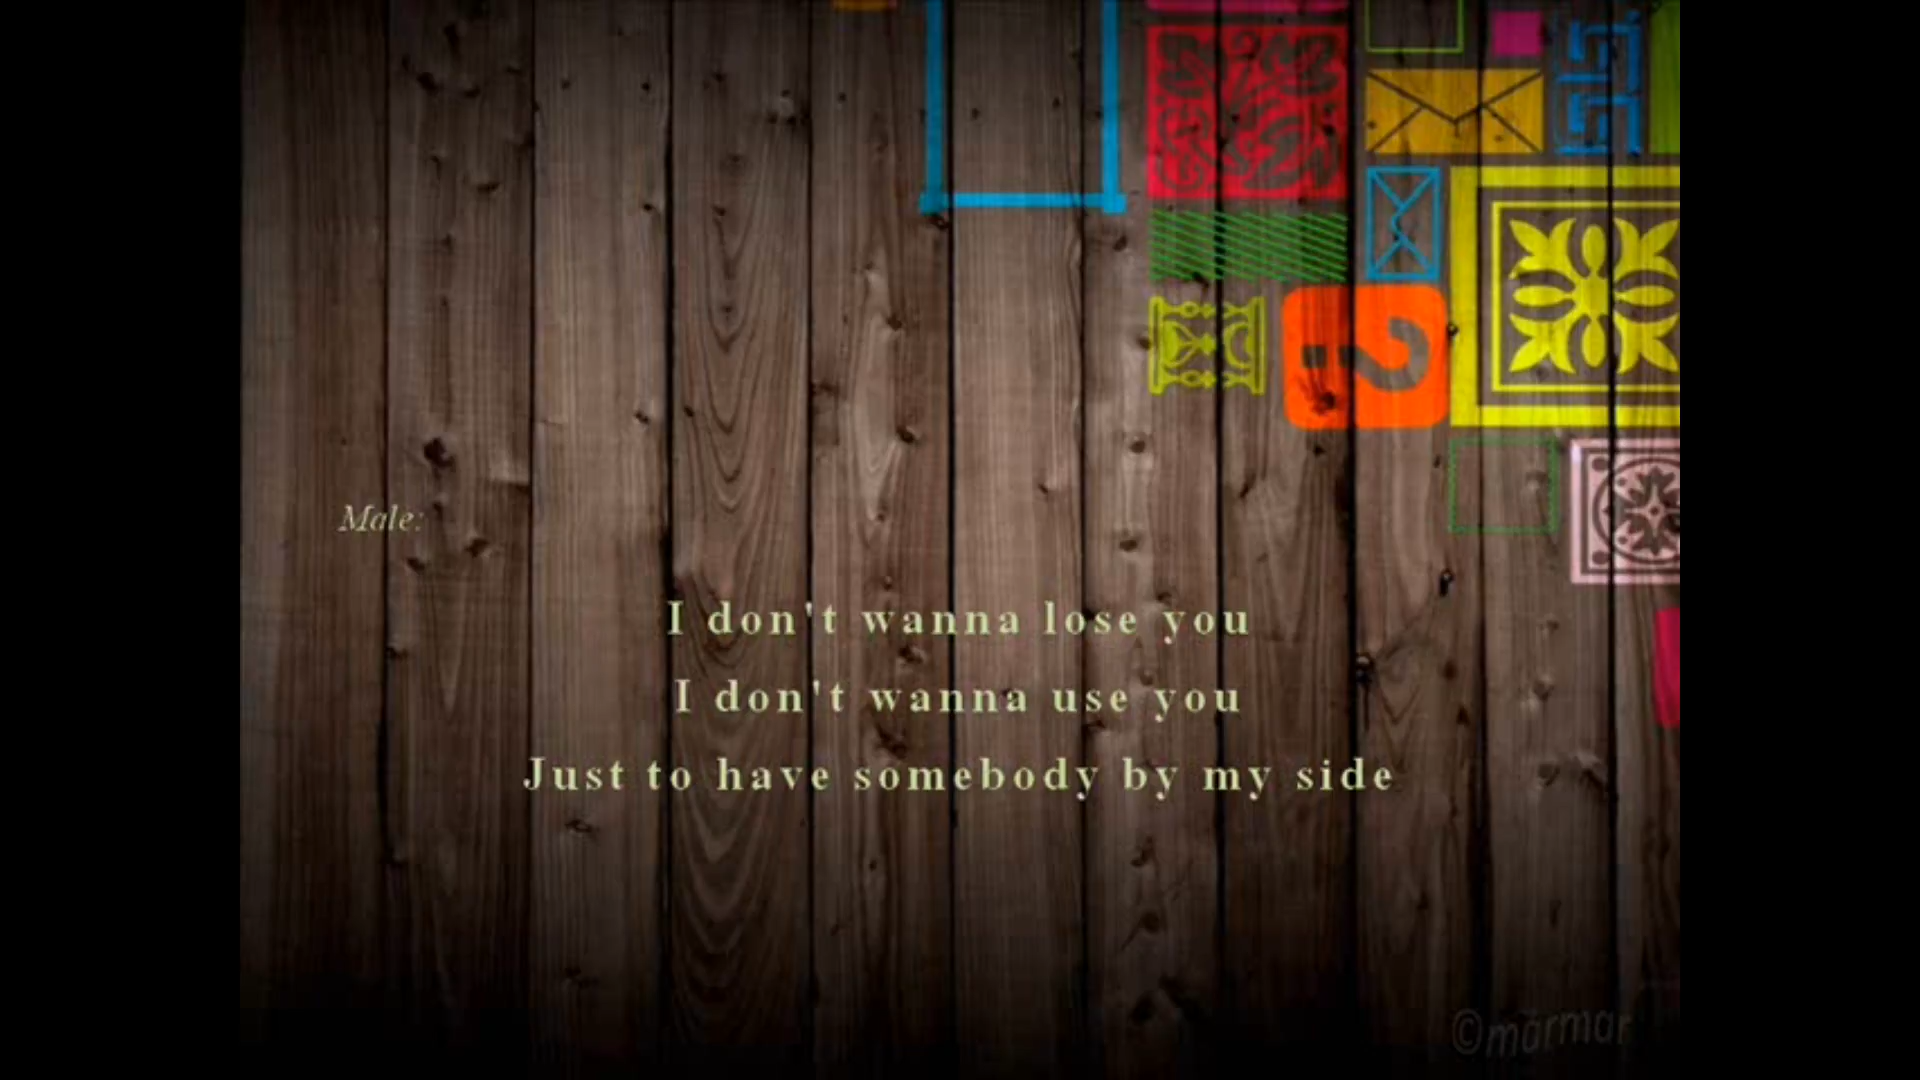 Male:
I don't wanna lose you
I don't wanna use you
Just to have somebody by my side
©marmar